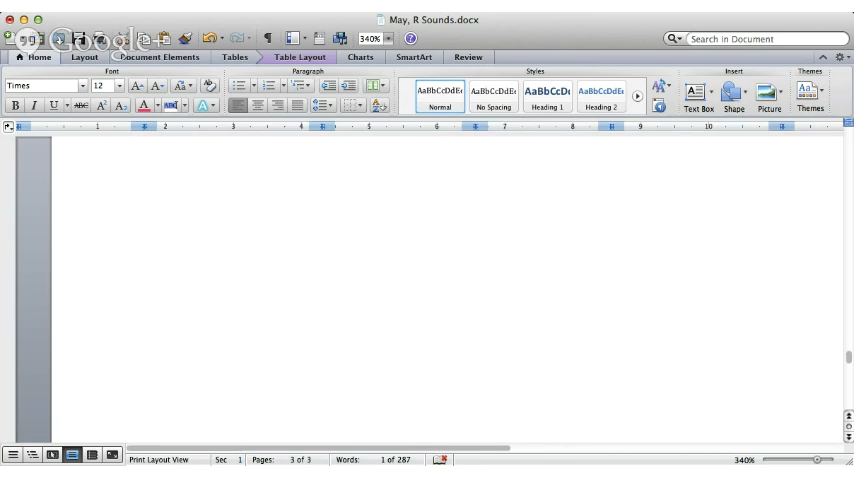 May, R Sounds.docx
Google+
340%
Search in Document
Home Layout Document Elements Tables Table Layout Charts SmartArt Review
Font Paragraph Styles Insert Themes
Times 12
AaBbCcDdEe AaBbCcDdEe AaBbCcDc AaBbCcDdEe
Normal No Spacing Heading 1 Heading 2
Text Box Shape Picture Themes
1 2 3 4 5 6 7 8 9 10
Print Layout View Sec 1 Pages: 3 of 3 Words: 1 of 287 340%